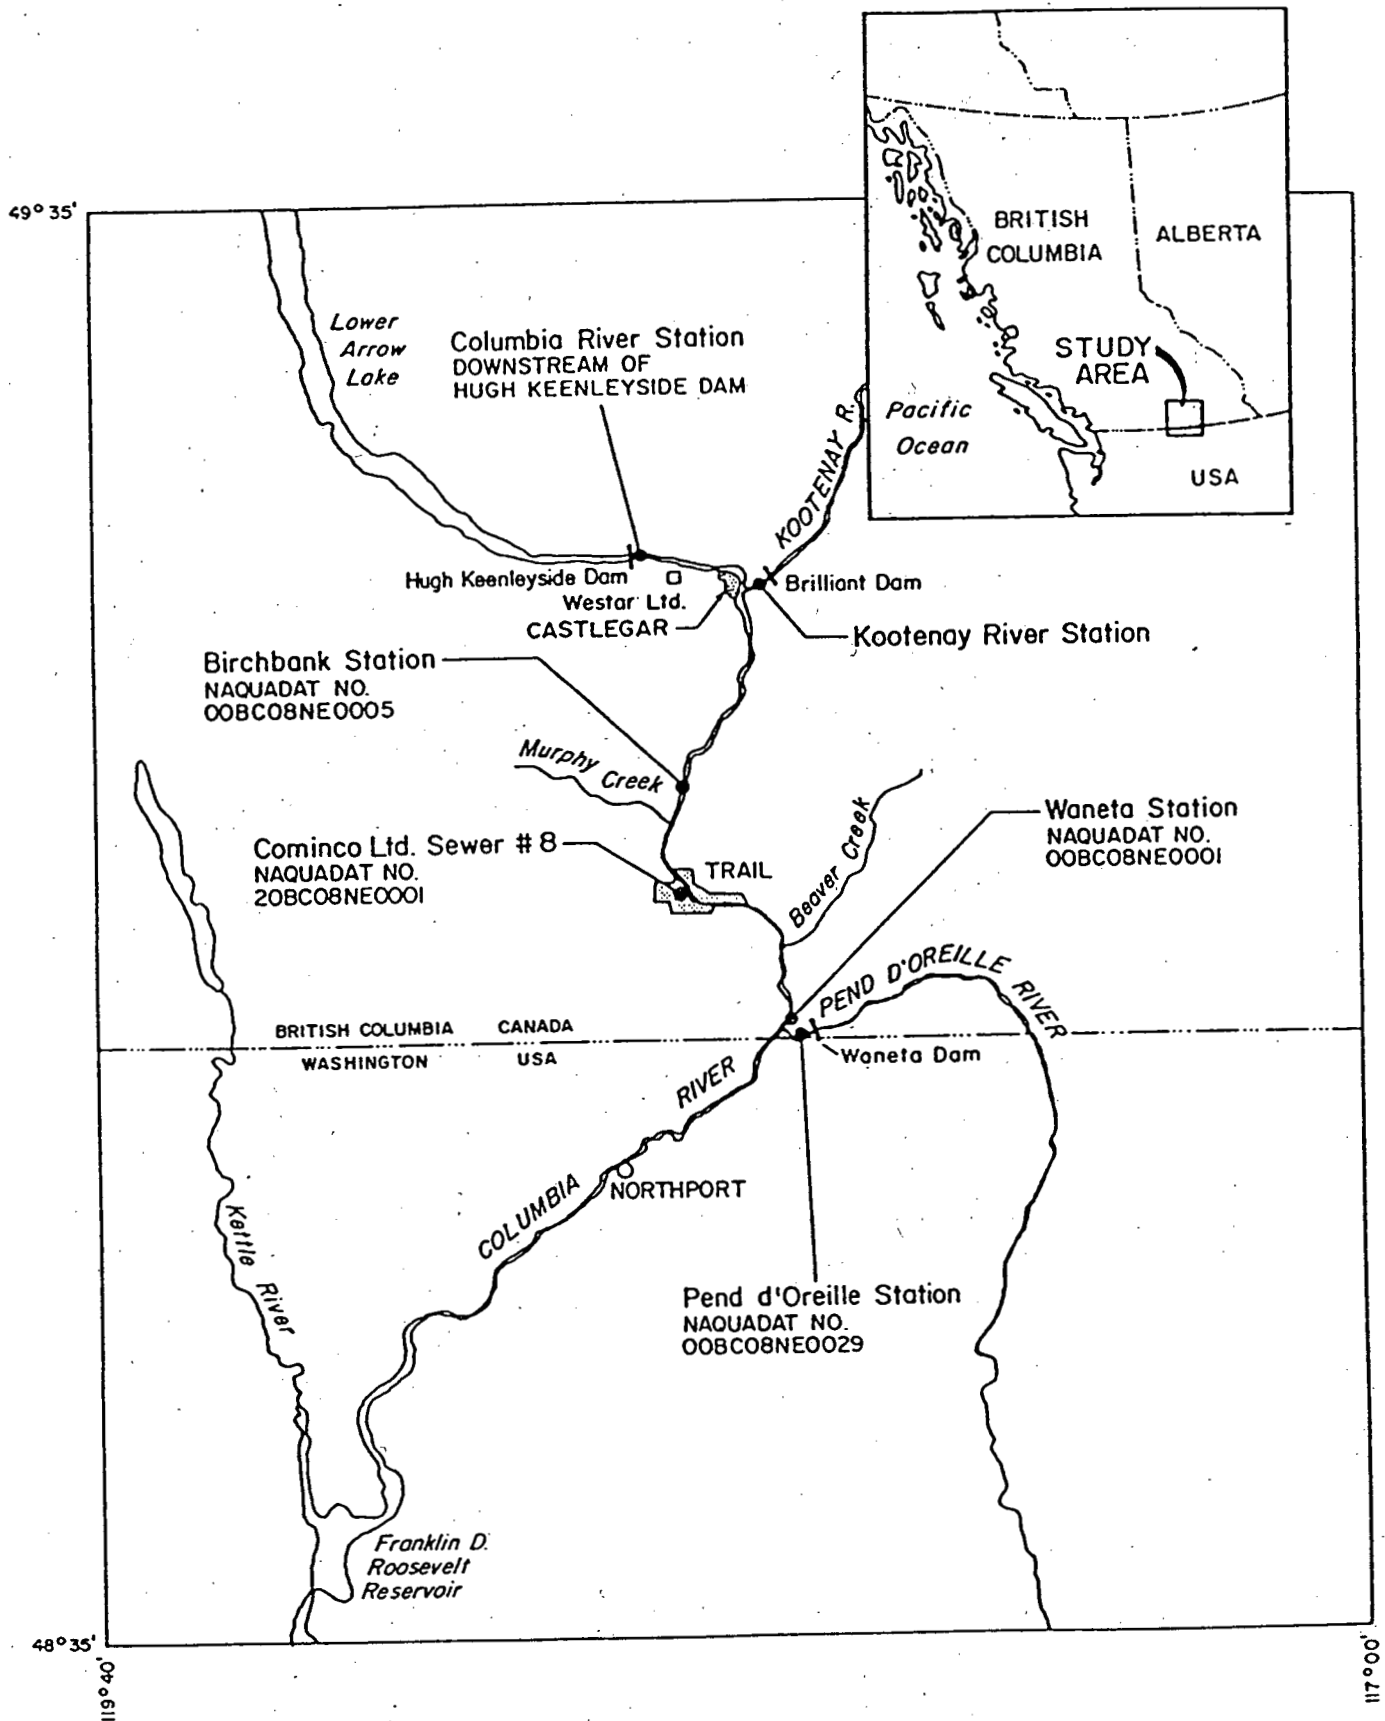 49° 35'
BRITISH
COLUMBIA
ALBERTA
STUDY
AREA
Pacific
Ocean
USA
Lower
Arrow
Lake
Columbia River Station
DOWNSTREAM OF
HUGH KEENLEYSIDE DAM
KOOTENAY R.
Hugh Keenleyside Dam
Westar Ltd.
CASTLEGAR
Brilliant Dam
Kootenay River Station
Birchbank Station
NAQUADAT NO.
00BC08NE0005
Murphy Creek
Cominco Ltd. Sewer # 8
NAQUADAT NO.
20BC08NE0001
TRAIL
Beaver Creek
Waneta Station
NAQUADAT NO.
00BC08NE0001
PEND D'OREILLE RIVER
BRITISH COLUMBIA
CANADA
WASHINGTON
USA
Waneta Dam
COLUMBIA RIVER
NORTHPORT
Kettle River
Pend d'Oreille Station
NAQUADAT NO.
00BC08NE0029
Franklin D.
Roosevelt
Reservoir
48° 35'
119° 40'
117° 00'